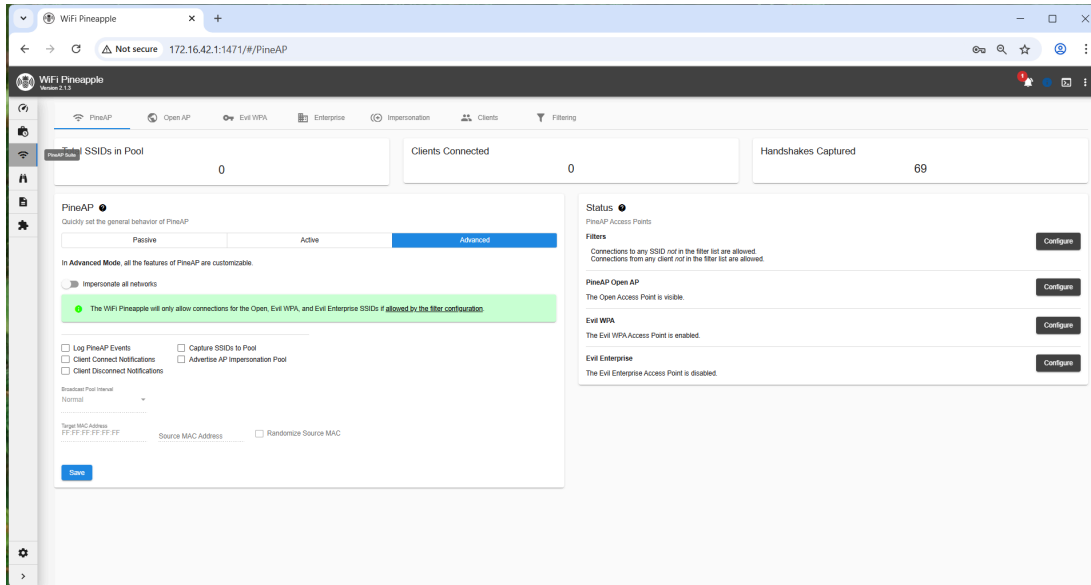 WiFi Pineapple
Not secure 172.16.42.1:1471/#/PineAP
WiFi Pineapple
Version 2.1.3
1
PineAP Open AP Evil WPA Enterprise Impersonation Clients Filtering
PineAP Suite
Total SSIDs in Pool
0
Clients Connected
0
Handshakes Captured
69
PineAP
Quickly set the general behavior of PineAP
Passive Active Advanced
In Advanced Mode, all the features of PineAP are customizable.
Impersonate all networks
The WiFi Pineapple will only allow connections for the Open, Evil WPA, and Evil Enterprise SSIDs if allowed by the filter configuration.
Log PineAP Events Capture SSIDs to Pool
Client Connect Notifications Advertise AP Impersonation Pool
Client Disconnect Notifications
Broadcast Pool Interval
Normal
Target MAC Address
FF:FF:FF:FF:FF:FF Source MAC Address Randomize Source MAC
Save
Status
PineAP Access Points
Filters
Connections to any SSID not in the filter list are allowed.
Connections from any client not in the filter list are allowed.
Configure
PineAP Open AP
The Open Access Point is visible.
Configure
Evil WPA
The Evil WPA Access Point is enabled.
Configure
Evil Enterprise
The Evil Enterprise Access Point is disabled.
Configure